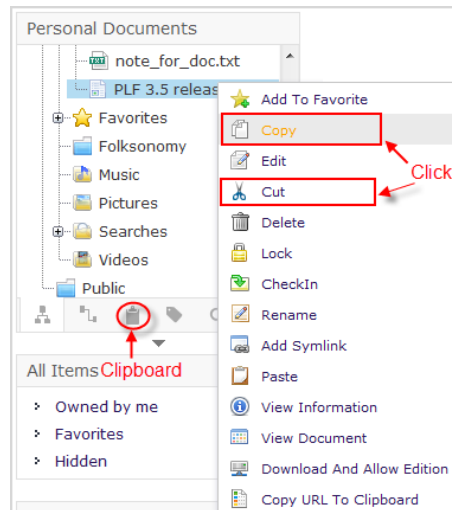 Personal Documents
note_for_doc.txt
PLF 3.5 releas
Favorites
Folksonomy
Music
Pictures
Searches
Videos
Public
Clipboard
All Items
Owned by me
Favorites
Hidden
Add To Favorite
Copy
Edit
Click
Cut
Delete
Lock
CheckIn
Rename
Add Symlink
Paste
View Information
View Document
Download And Allow Edition
Copy URL To Clipboard